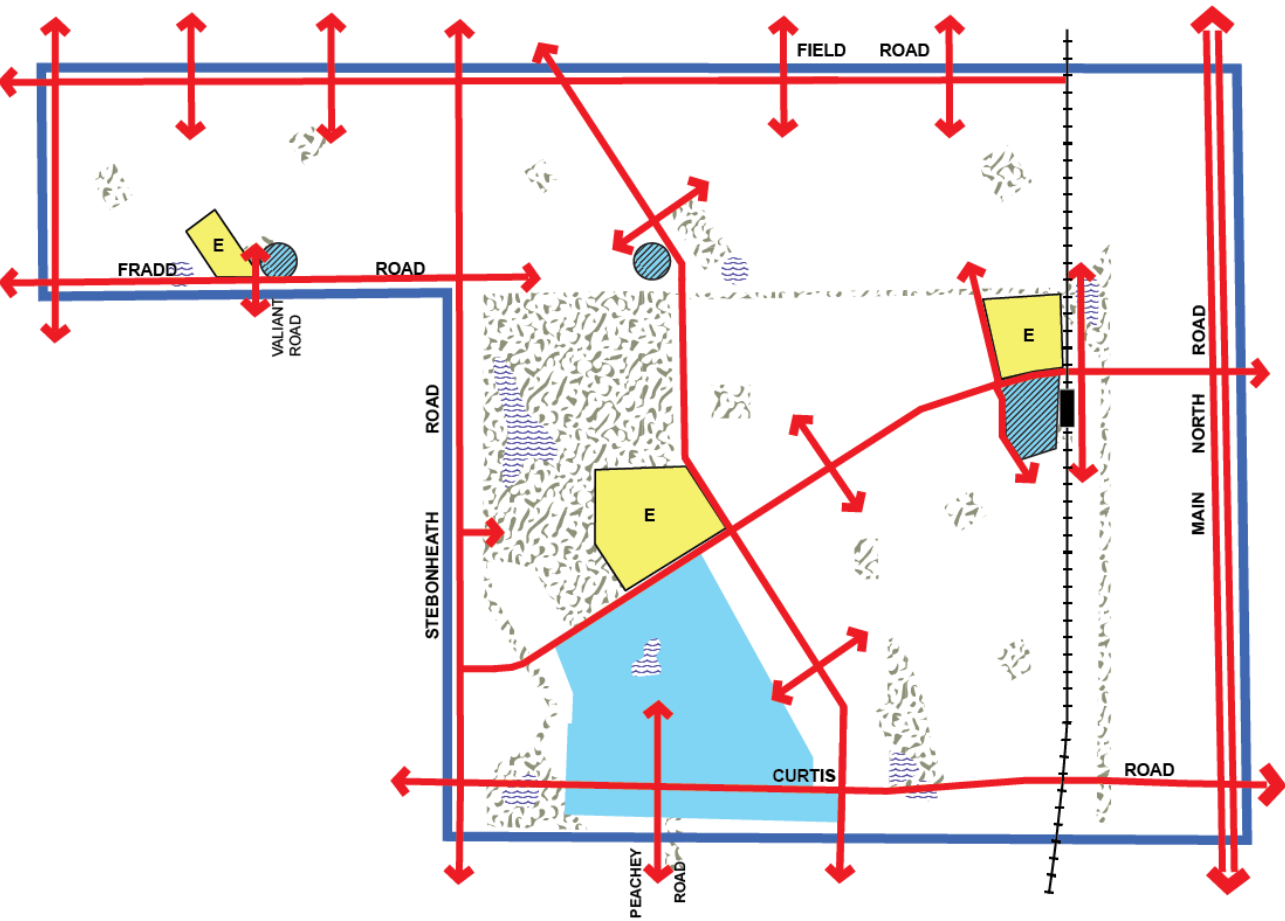 FIELD ROAD
E
FRADD ROAD
VALIANT
ROAD
E
ROAD
ROAD
MAIN NORTH
E
STEBONHEATH
CURTIS ROAD
PEACHEY
ROAD